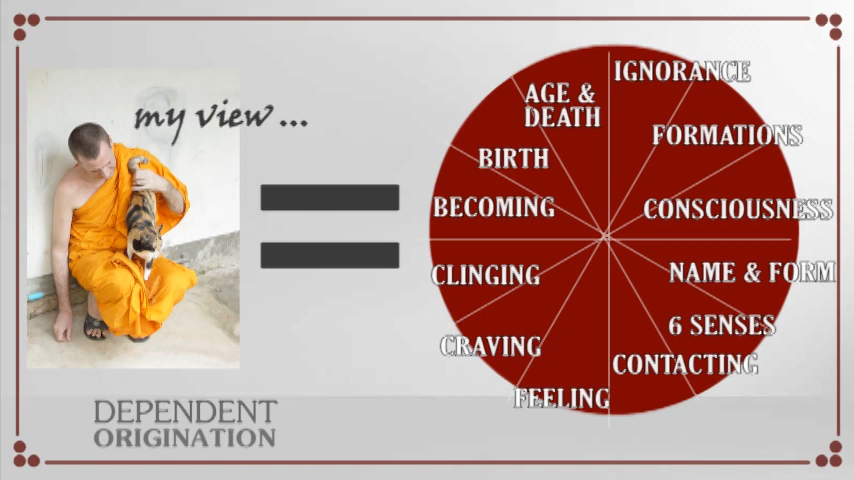 my view...
IGNORANCE
FORMATIONS
CONSCIOUSNESS
NAME & FORM
6 SENSES
CONTACTING
FEELING
CRAVING
CLINGING
BECOMING
BIRTH
AGE &
DEATH
DEPENDENT
ORIGINATION